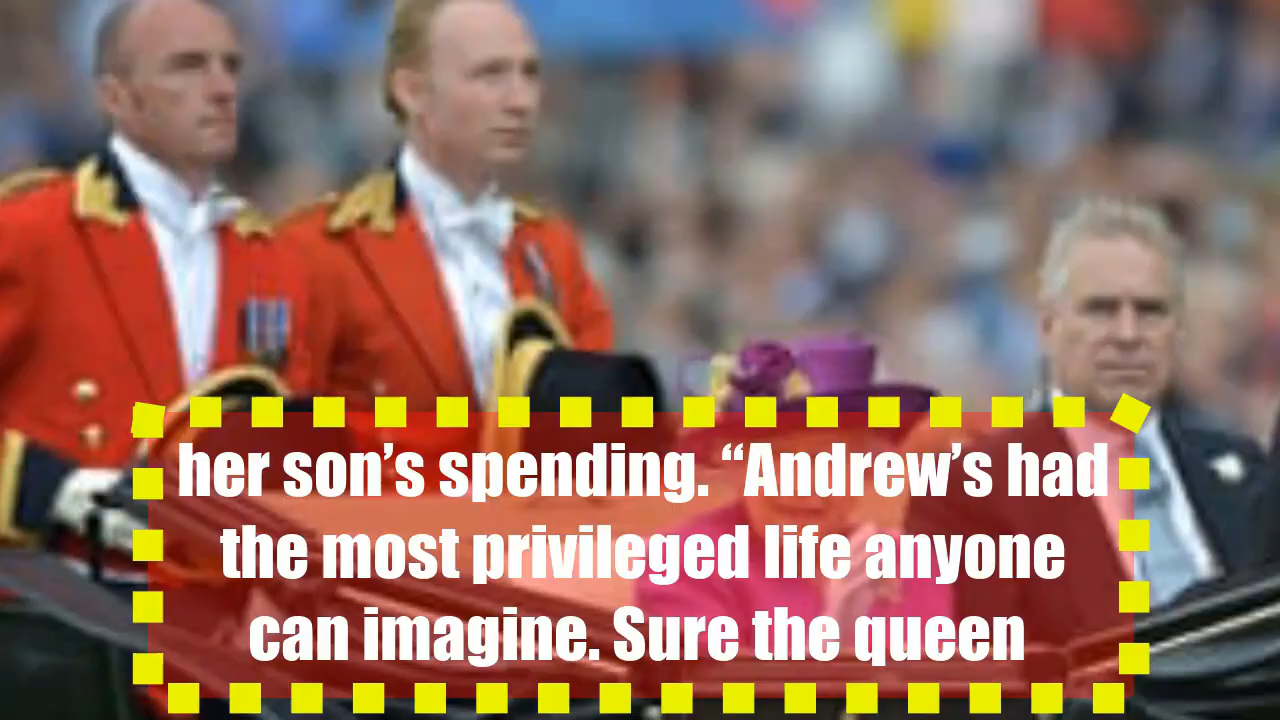 her son’s spending. “Andrew’s had
the most privileged life anyone
can imagine. Sure the queen